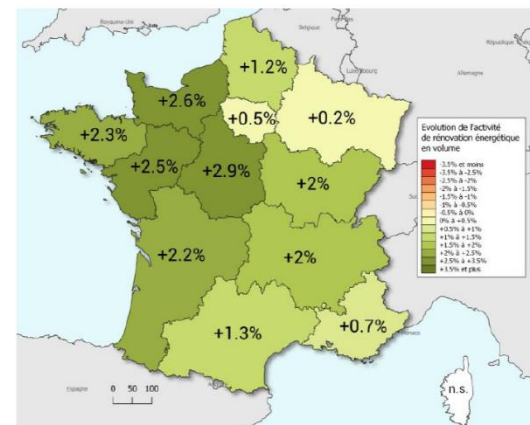 Royaume-Uni
Belgique
Luxembourg
Allemagne
+1.2%
+2.6%
+0.5%
+0.2%
+2.3%
+2.5%
+2.9%
+2%
+2.2%
+2%
+1.3%
+0.7%
Evolution de l'activité
de rénovation énergétique
en volume
-3.5% et moins
-3.5% à -2.5%
-2.5% à -2%
-2% à -1.5%
-1.5% à -1%
-1% à -0.5%
-0.5% à 0%
0% à +0.5%
+0.5% à +1%
+1% à +1.5%
+1.5% à +2%
+2% à +2.5%
+2.5% à +3.5%
+3.5% et plus
Espagne
0 50 100
n.s.